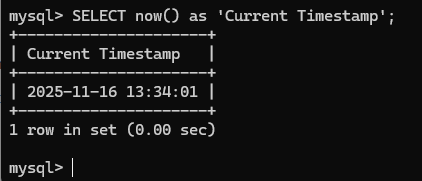 mysql> SELECT now() as 'Current Timestamp';
+---------------------+
| Current Timestamp   |
+---------------------+
| 2025-11-16 13:34:01 |
+---------------------+
1 row in set (0.00 sec)
mysql>